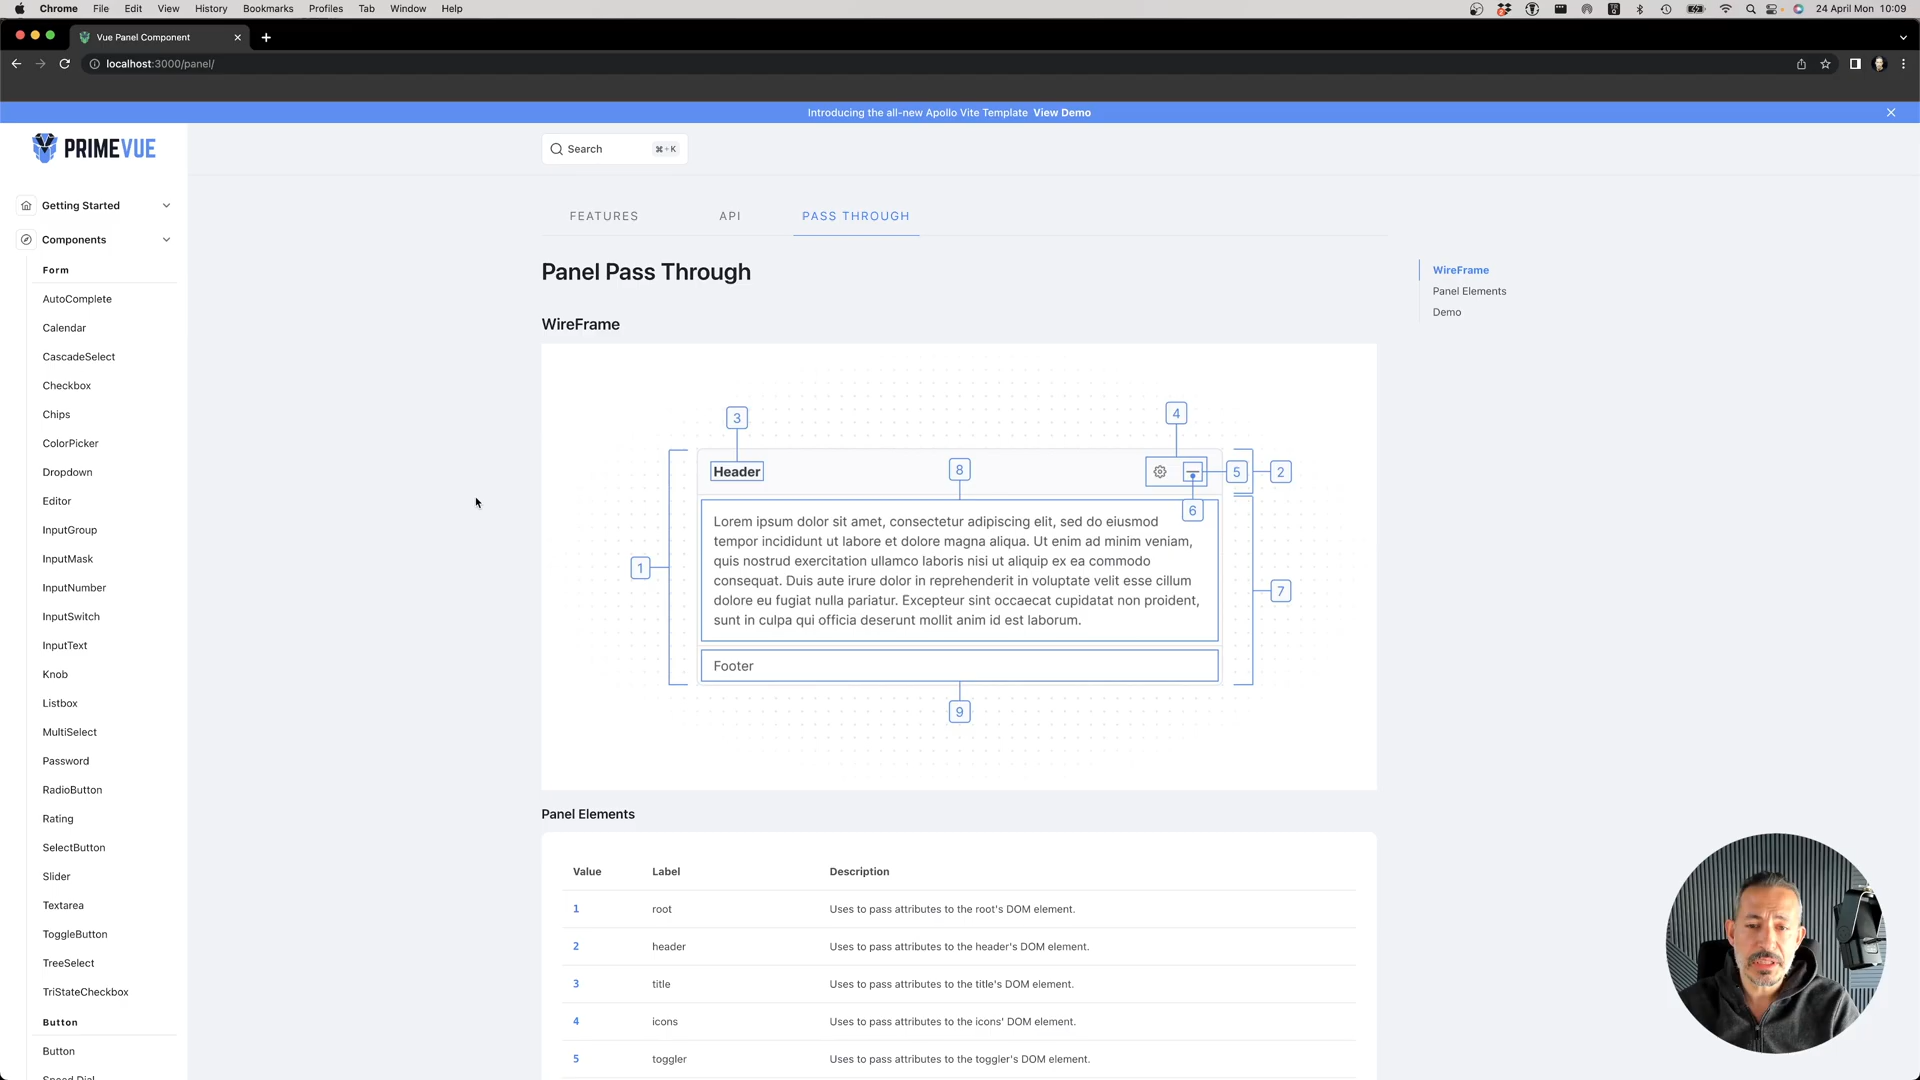 Chrome File Edit View History Bookmarks Profiles Tab Window Help
24 April Mon 10:09
Vue Panel Component
localhost:3000/panel/
Introducing the all-new Apollo Vite Template View Demo
PRIMEVUE
Search ⌘+K
Getting Started
Components
Form
AutoComplete
Calendar
CascadeSelect
Checkbox
Chips
ColorPicker
Dropdown
Editor
InputGroup
InputMask
InputNumber
InputSwitch
InputText
Knob
Listbox
MultiSelect
Password
RadioButton
Rating
SelectButton
Slider
Textarea
ToggleButton
TreeSelect
TriStateCheckbox
Button
Button
Speed Dial
FEATURES API PASS THROUGH
Panel Pass Through
WireFrame
3
4
Header
8
5
2
6
Lorem ipsum dolor sit amet, consectetur adipiscing elit, sed do eiusmod
tempor incididunt ut labore et dolore magna aliqua. Ut enim ad minim veniam,
quis nostrud exercitation ullamco laboris nisi ut aliquip ex ea commodo
consequat. Duis aute irure dolor in reprehenderit in voluptate velit esse cillum
dolore eu fugiat nulla pariatur. Excepteur sint occaecat cupidatat non proident,
sunt in culpa qui officia deserunt mollit anim id est laborum.
1
7
Footer
9
Panel Elements
Value Label Description
1 root Uses to pass attributes to the root's DOM element.
2 header Uses to pass attributes to the header's DOM element.
3 title Uses to pass attributes to the title's DOM element.
4 icons Uses to pass attributes to the icons' DOM element.
5 toggler Uses to pass attributes to the toggler's DOM element.
WireFrame
Panel Elements
Demo